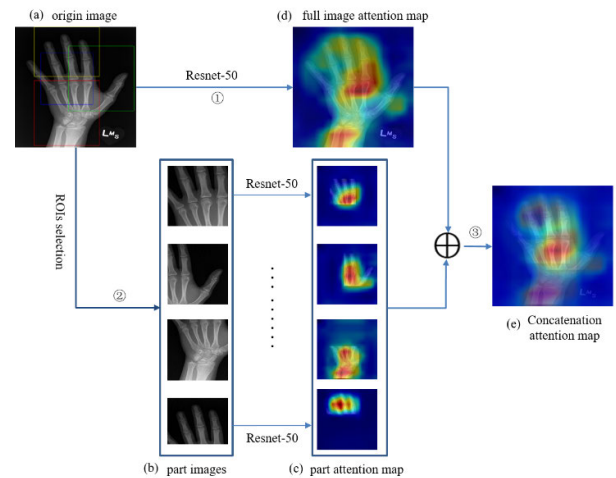 (a) origin image
(d) full image attention map
Resnet-50
①
L M S
L M S
ROIs selection
②
Resnet-50
③
(e) Concatenation
attention map
Resnet-50
(b) part images
(c) part attention map